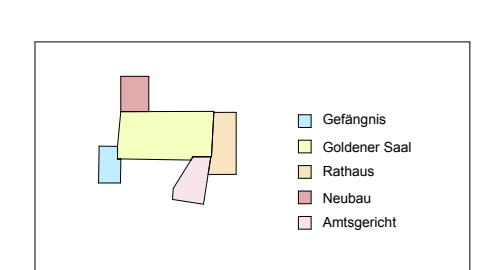 Gefängnis
Goldener Saal
Rathaus
Neubau
Amtsgericht